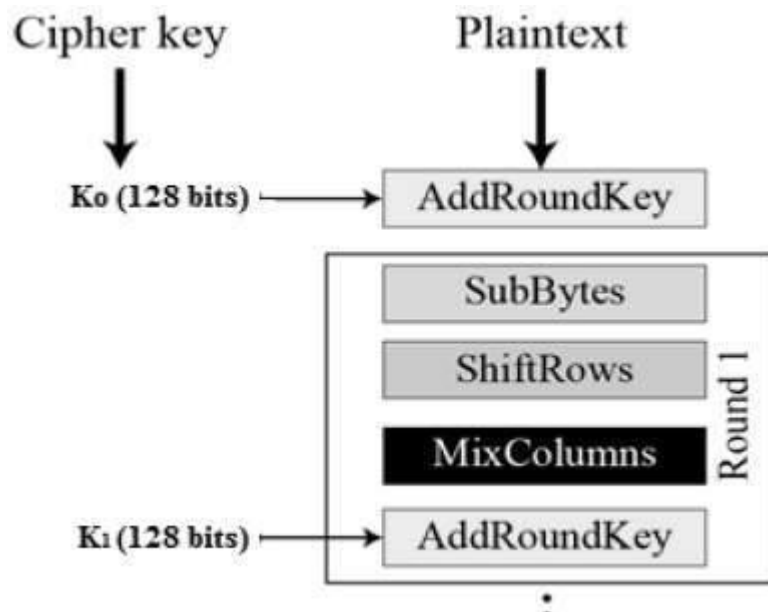 Cipher key
Plaintext
K0 (128 bits)
AddRoundKey
SubBytes
ShiftRows
MixColumns
Round 1
K1 (128 bits)
AddRoundKey